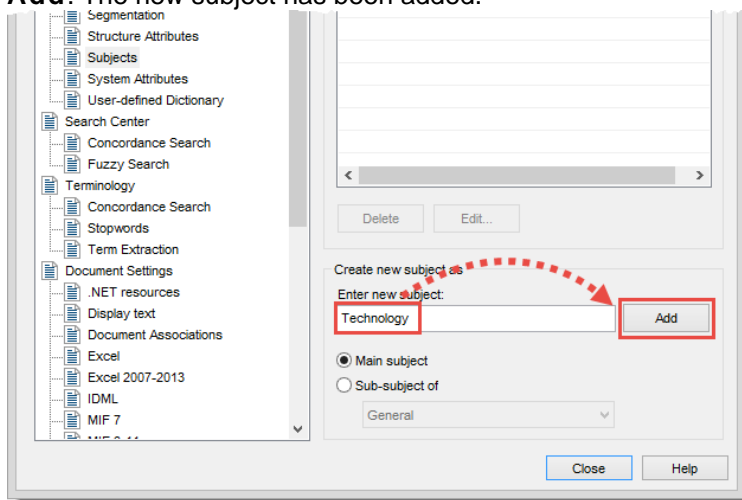 Add. The new subject has been added.
Segmentation
Structure Attributes
Subjects
System Attributes
User-defined Dictionary
Search Center
Concordance Search
Fuzzy Search
Terminology
Concordance Search
Stopwords
Term Extraction
Document Settings
.NET resources
Display text
Document Associations
Excel
Excel 2007-2013
IDML
MIF 7
Delete Edit...
Create new subject as
Enter new subject:
Technology Add
Main subject
Sub-subject of
General
Close Help